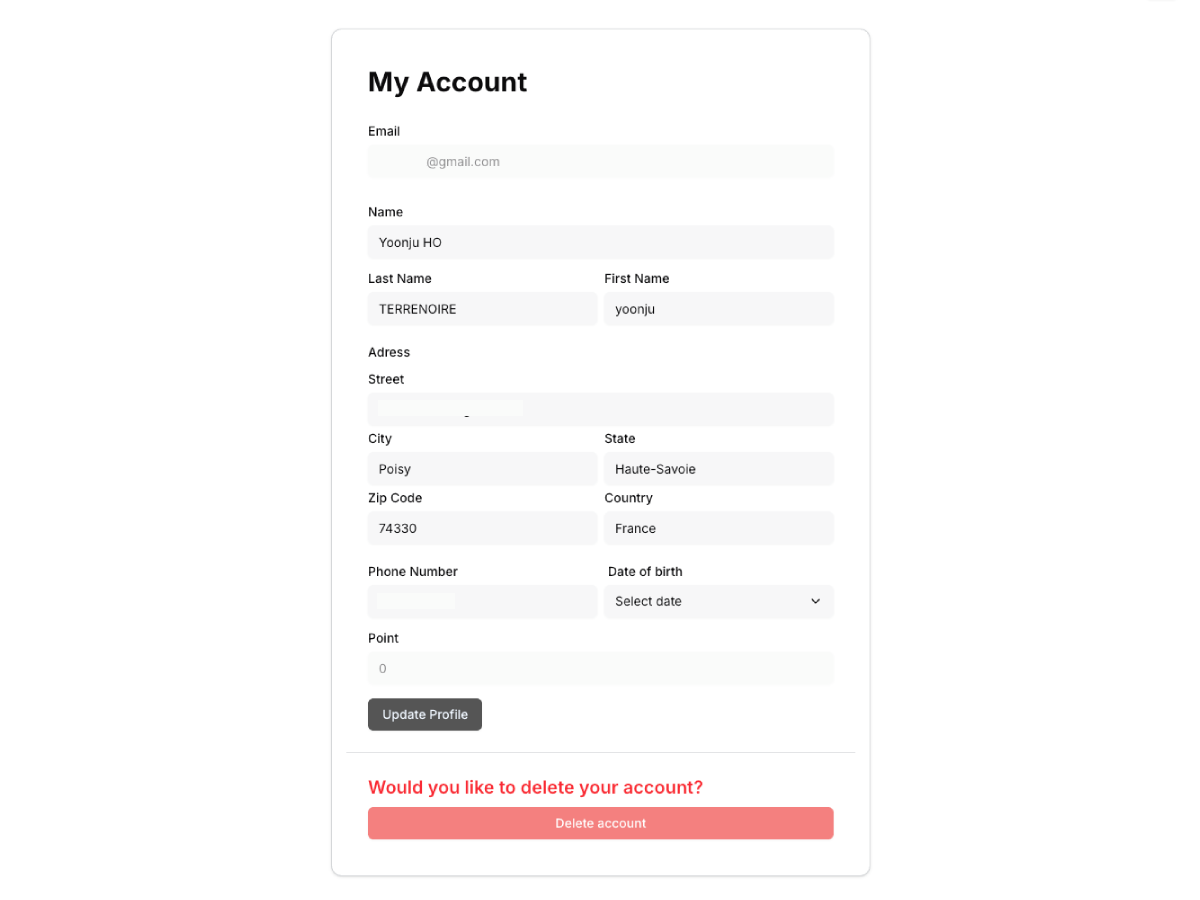 My Account
Email
@gmail.com
Name
Yoonju HO
Last Name First Name
TERRENOIRE yoonju
Adress
Street
City State
Poisy Haute-Savoie
Zip Code Country
74330 France
Phone Number Date of birth
Select date
Point
0
Update Profile
Would you like to delete your account?
Delete account